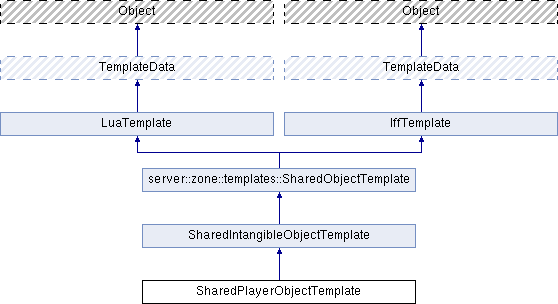 Object Object
TemplateData TemplateData
LuaTemplate IffTemplate
server::zone::templates::SharedObjectTemplate
SharedIntangibleObjectTemplate
SharedPlayerObjectTemplate